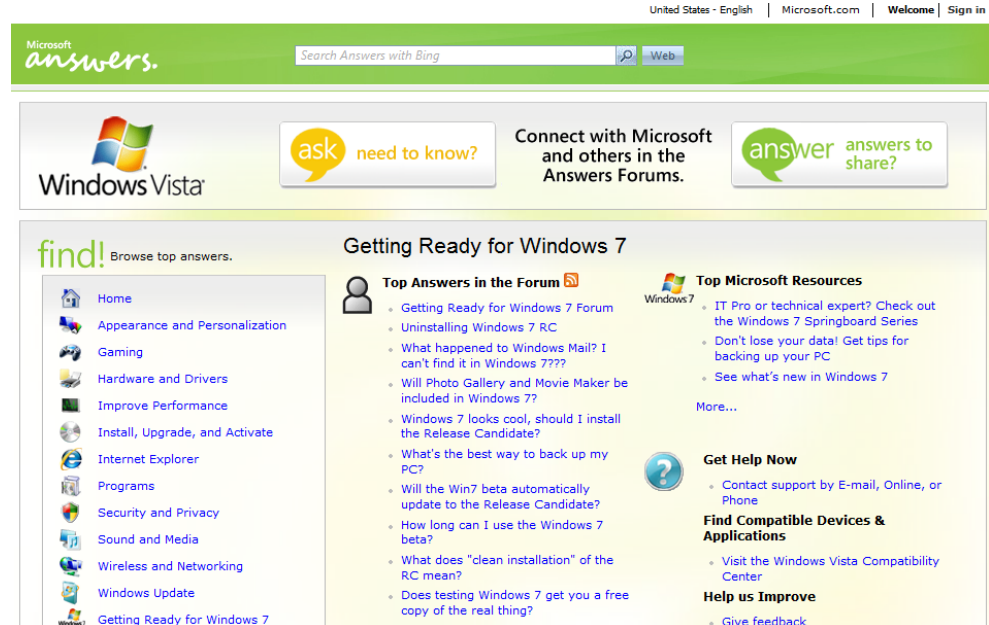 United States - English | Microsoft.com | Welcome | Sign in
Microsoft
answers.
Search Answers with Bing
Web
Windows Vista
ask need to know?
Connect with Microsoft
and others in the
Answers Forums.
answer answers to
share?
find! Browse top answers.
Home
Appearance and Personalization
Gaming
Hardware and Drivers
Improve Performance
Install, Upgrade, and Activate
Internet Explorer
Programs
Security and Privacy
Sound and Media
Wireless and Networking
Windows Update
Getting Ready for Windows 7
Getting Ready for Windows 7
Top Answers in the Forum
Getting Ready for Windows 7 Forum
Uninstalling Windows 7 RC
What happened to Windows Mail? I
can't find it in Windows 7???
Will Photo Gallery and Movie Maker be
included in Windows 7?
Windows 7 looks cool, should I install
the Release Candidate?
What's the best way to back up my
PC?
Will the Win7 beta automatically
update to the Release Candidate?
How long can I use the Windows 7
beta?
What does "clean installation" of the
RC mean?
Does testing Windows 7 get you a free
copy of the real thing?
Windows 7
Top Microsoft Resources
IT Pro or technical expert? Check out
the Windows 7 Springboard Series
Don't lose your data! Get tips for
backing up your PC
See what's new in Windows 7
More...
Get Help Now
Contact support by E-mail, Online, or
Phone
Find Compatible Devices &
Applications
Visit the Windows Vista Compatibility
Center
Help us Improve
Give feedback